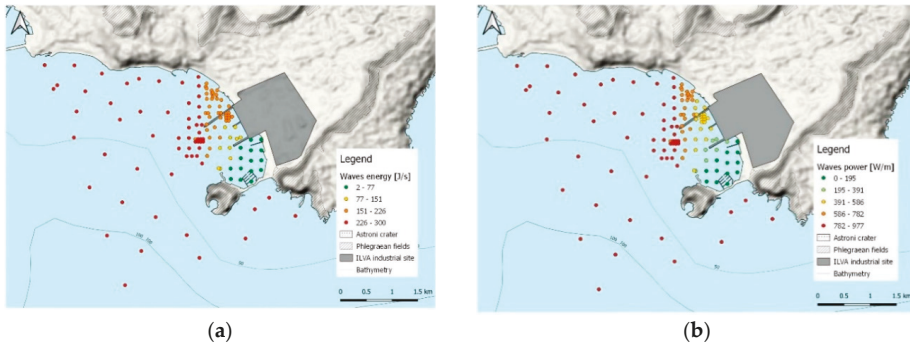 Legend
Waves energy [J/s]
2 - 77
77 - 151
151 - 226
226 - 300
Astroni crater
Phlegraean fields
ILVA industrial site
Bathymetry
0 0.5 1 1.5 km
(a)
Legend
Waves power [W/m]
0 - 195
195 - 391
391 - 586
586 - 782
782 - 977
Astroni crater
Phlegraean fields
ILVA industrial site
Bathymetry
0 0.5 1 1.5 km
(b)